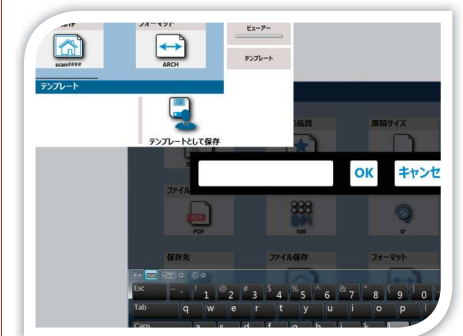 フォーマット
ビューアー
scan####
ARCH
テンプレート
テンプレート
テンプレートとして保存
の品質
原稿サイズ
OK
キャンセ
ファイル
PDF
300
0°
保存先
ファイル保存
フォーマット
Esc ~ ` ! 1 @ 2 # 3 $ 4 % 5 ^ 6 & 7 * 8 ( 9 ) 0
Tab q w e r t y u i o p
Caps a s d f g h j k